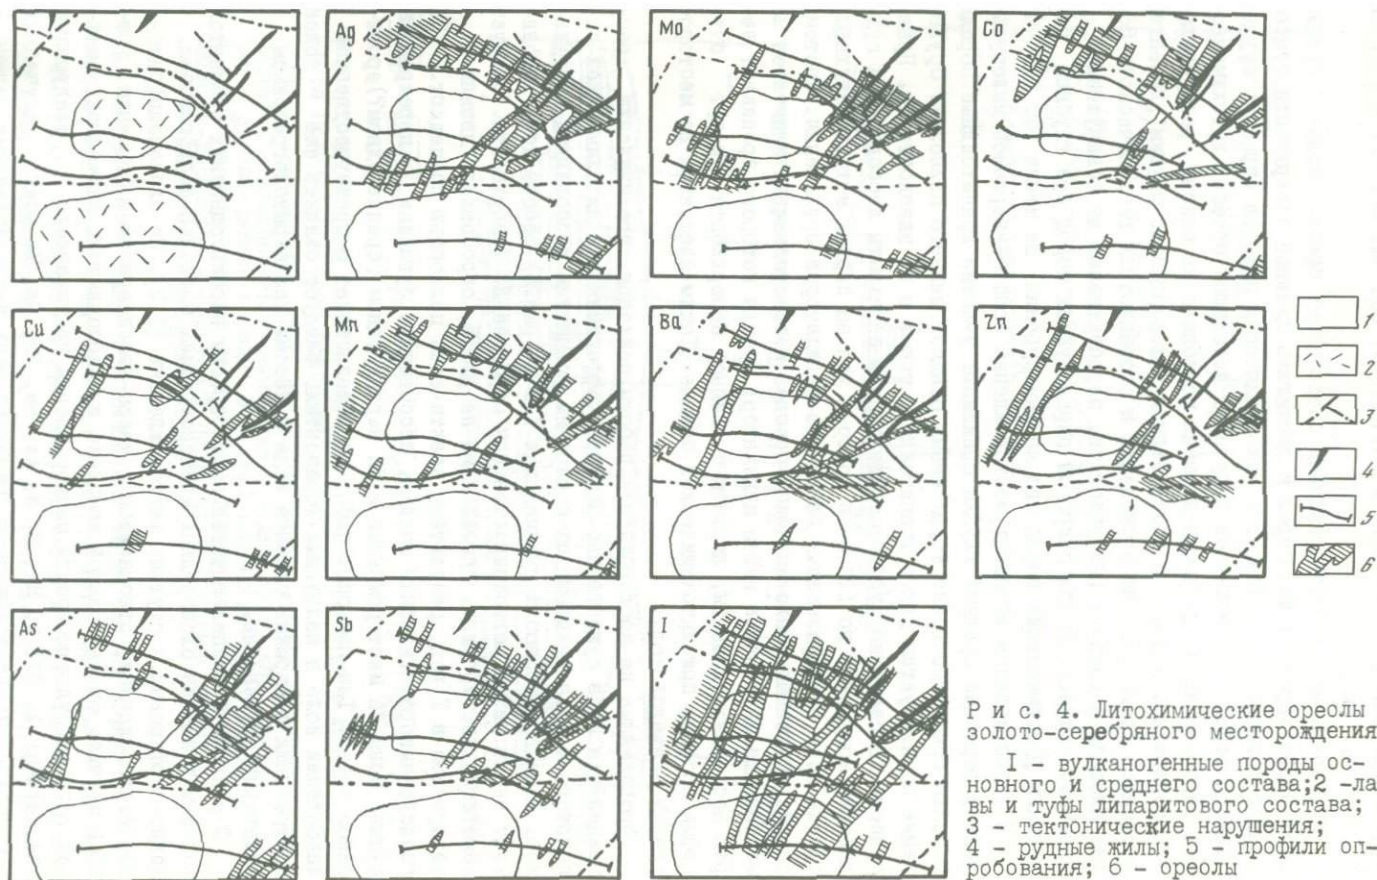 Ag
Mo
Co
Cu
Mn
Ba
Zn
1
2
3
4
5
6
As
Sb
I
Р и с. 4. Литохимические ореолы
золото-серебряного месторождения
I - вулканогенные породы ос-
новного и среднего состава;2 -ла-
вы и туфы липаритового состава;
3 - тектонические нарушения;
4 - рудные жилы; 5 - профили оп-
робования; 6 - ореолы